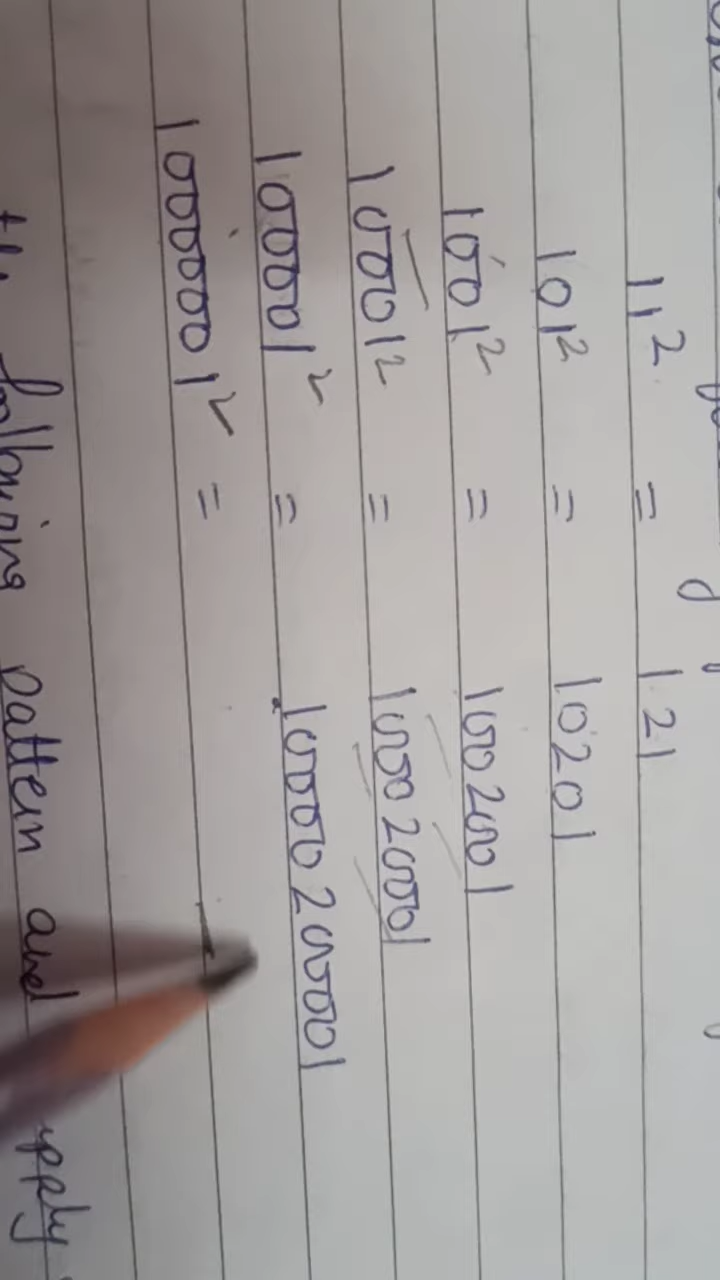 11² = 121
101² = 10201
1001² = 1002001
10001² = 100020001
100001² = 10000200001
1000001² =
following pattern and